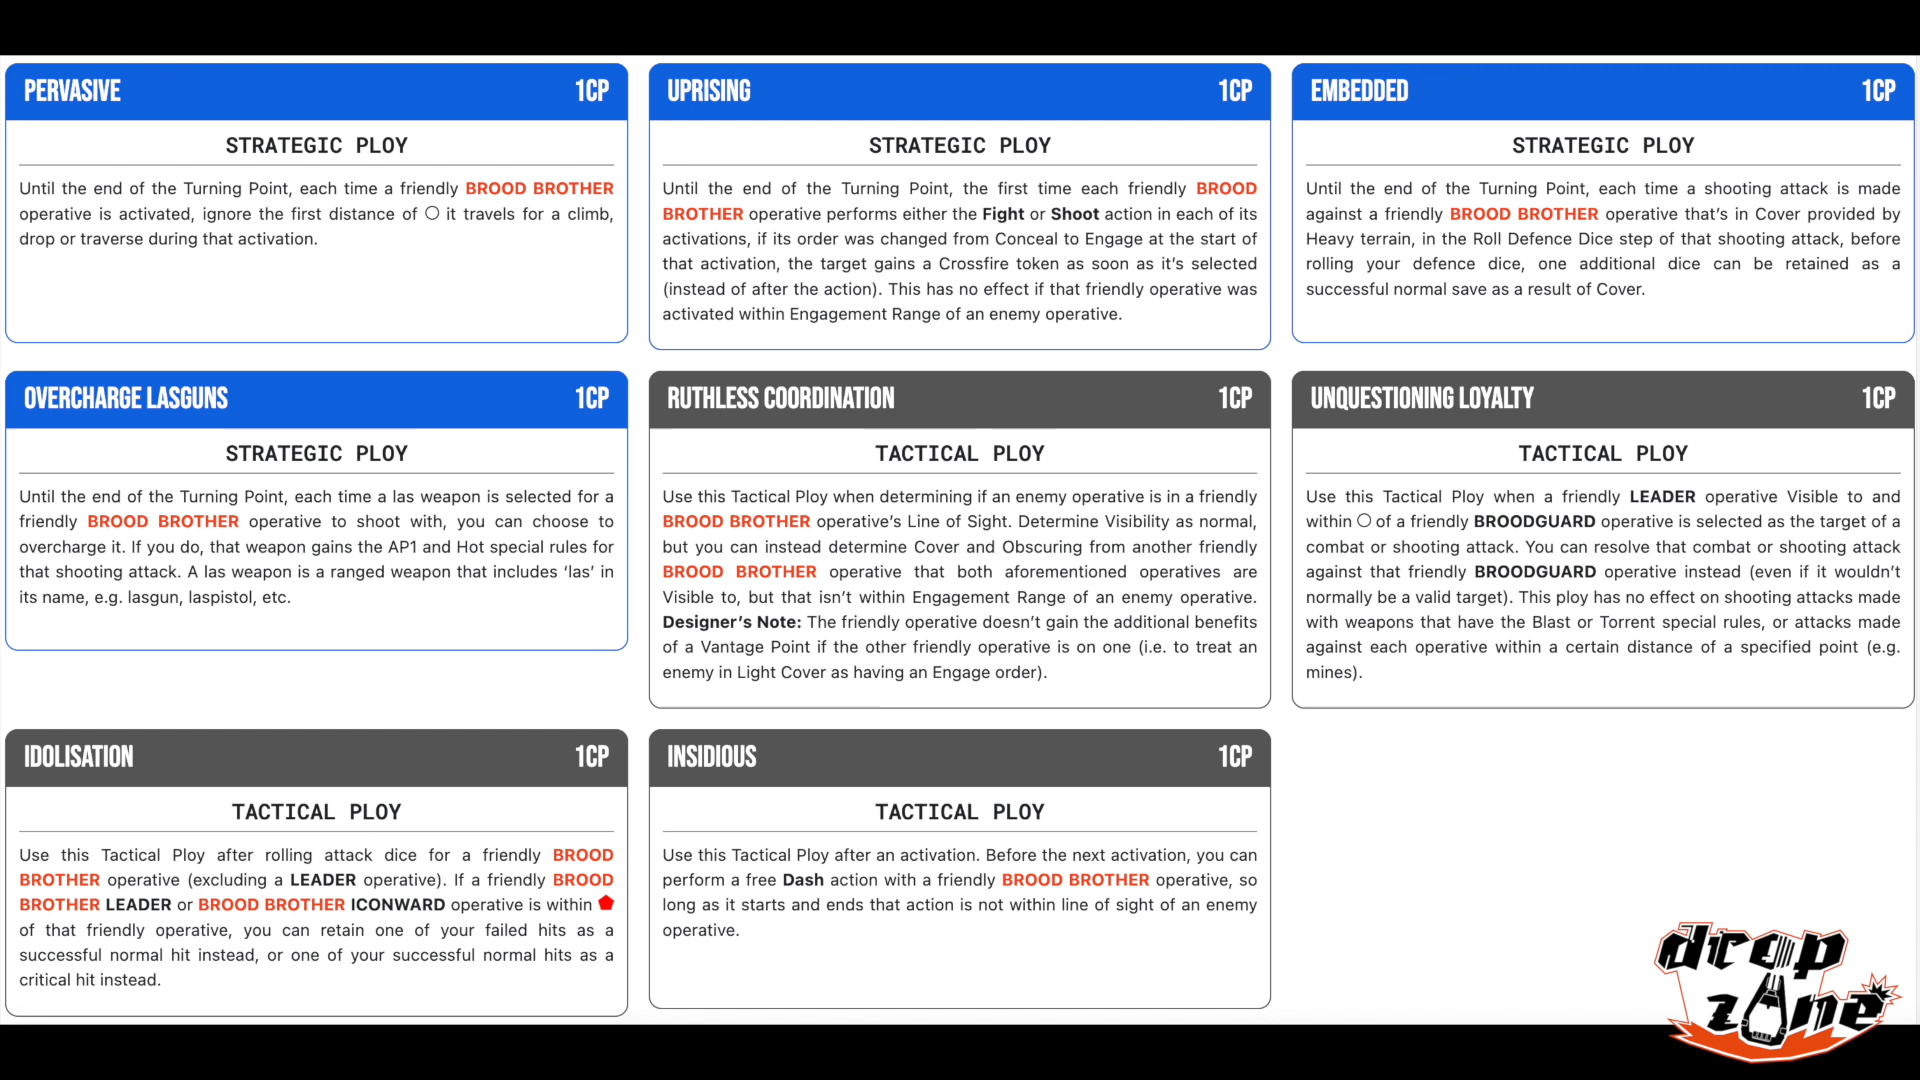 PERVASIVE 1CP
STRATEGIC PLOY
Until the end of the Turning Point, each time a friendly BROOD BROTHER
operative is activated, ignore the first distance of ○ it travels for a climb,
drop or traverse during that activation.
UPRISING 1CP
STRATEGIC PLOY
Until the end of the Turning Point, the first time each friendly BROOD
BROTHER operative performs either the Fight or Shoot action in each of its
activations, if its order was changed from Conceal to Engage at the start of
that activation, the target gains a Crossfire token as soon as it’s selected
(instead of after the action). This has no effect if that friendly operative was
activated within Engagement Range of an enemy operative.
EMBEDDED 1CP
STRATEGIC PLOY
Until the end of the Turning Point, each time a shooting attack is made
against a friendly BROOD BROTHER operative that’s in Cover provided by
Heavy terrain, in the Roll Defence Dice step of that shooting attack, before
rolling your defence dice, one additional dice can be retained as a
successful normal save as a result of Cover.
OVERCHARGE LASGUNS 1CP
STRATEGIC PLOY
Until the end of the Turning Point, each time a las weapon is selected for a
friendly BROOD BROTHER operative to shoot with, you can choose to
overcharge it. If you do, that weapon gains the AP1 and Hot special rules for
that shooting attack. A las weapon is a ranged weapon that includes ‘las’ in
its name, e.g. lasgun, laspistol, etc.
RUTHLESS COORDINATION 1CP
TACTICAL PLOY
Use this Tactical Ploy when determining if an enemy operative is in a friendly
BROOD BROTHER operative’s Line of Sight. Determine Visibility as normal,
but you can instead determine Cover and Obscuring from another friendly
BROOD BROTHER operative that both aforementioned operatives are
Visible to, but that isn’t within Engagement Range of an enemy operative.
Designer’s Note: The friendly operative doesn’t gain the additional benefits
of a Vantage Point if the other friendly operative is on one (i.e. to treat an
enemy in Light Cover as having an Engage order).
UNQUESTIONING LOYALTY 1CP
TACTICAL PLOY
Use this Tactical Ploy when a friendly LEADER operative Visible to and
within ○ of a friendly BROODGUARD operative is selected as the target of a
combat or shooting attack. You can resolve that combat or shooting attack
against that friendly BROODGUARD operative instead (even if it wouldn’t
normally be a valid target). This ploy has no effect on shooting attacks made
with weapons that have the Blast or Torrent special rules, or attacks made
against each operative within a certain distance of a specified point (e.g.
mines).
IDOLISATION 1CP
TACTICAL PLOY
Use this Tactical Ploy after rolling attack dice for a friendly BROOD
BROTHER operative (excluding a LEADER operative). If a friendly BROOD
BROTHER LEADER or BROOD BROTHER ICONWARD operative is within ⬟
of that friendly operative, you can retain one of your failed hits as a
successful normal hit instead, or one of your successful normal hits as a
critical hit instead.
INSIDIOUS 1CP
TACTICAL PLOY
Use this Tactical Ploy after an activation. Before the next activation, you can
perform a free Dash action with a friendly BROOD BROTHER operative, so
long as it starts and ends that action is not within line of sight of an enemy
operative.
drop
zone